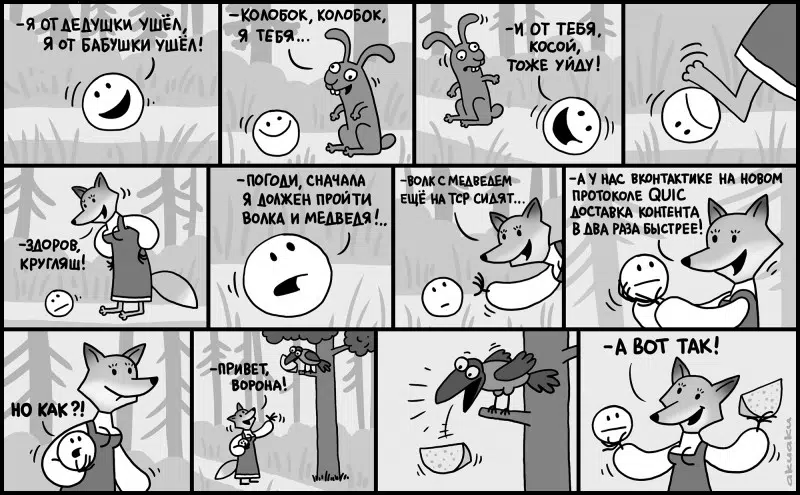 -Я ОТ ДЕДУШКИ УШЁЛ,
Я ОТ БАБУШКИ УШЁЛ!
-КОЛОБОК, КОЛОБОК,
Я ТЕБЯ...
-И ОТ ТЕБЯ,
КОСОЙ,
ТОЖЕ УЙДУ!
-ЗДОРОВ,
КРУГЛЯШ!
-ПОГОДИ, СНАЧАЛА
Я ДОЛЖЕН ПРОЙТИ
ВОЛКА И МЕДВЕДЯ!..
-ВОЛК С МЕДВЕДЕМ
ЕЩЁ НА TCP СИДЯТ...
-А У НАС ВКОНТАКТИКЕ НА НОВОМ
ПРОТОКОЛЕ QUIC
ДОСТАВКА КОНТЕНТА
В ДВА РАЗА БЫСТРЕЕ!
НО КАК?!
-ПРИВЕТ,
ВОРОНА!
-А ВОТ ТАК!
akuaku